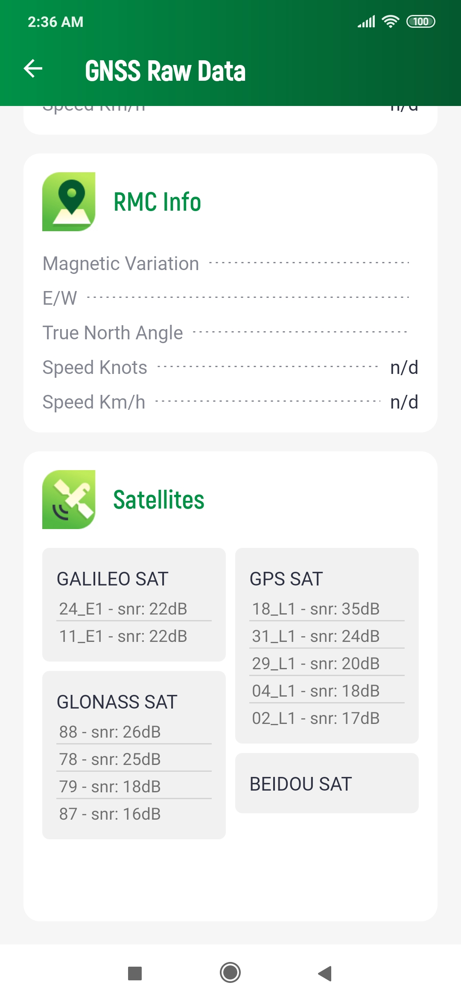 2:36 AM
100
GNSS Raw Data
Speed Km/h n/d
RMC Info
Magnetic Variation
E/W
True North Angle
Speed Knots n/d
Speed Km/h n/d
Satellites
GALILEO SAT
24_E1 - snr: 22dB
11_E1 - snr: 22dB
GLONASS SAT
88 - snr: 26dB
78 - snr: 25dB
79 - snr: 18dB
87 - snr: 16dB
GPS SAT
18_L1 - snr: 35dB
31_L1 - snr: 24dB
29_L1 - snr: 20dB
04_L1 - snr: 18dB
02_L1 - snr: 17dB
BEIDOU SAT